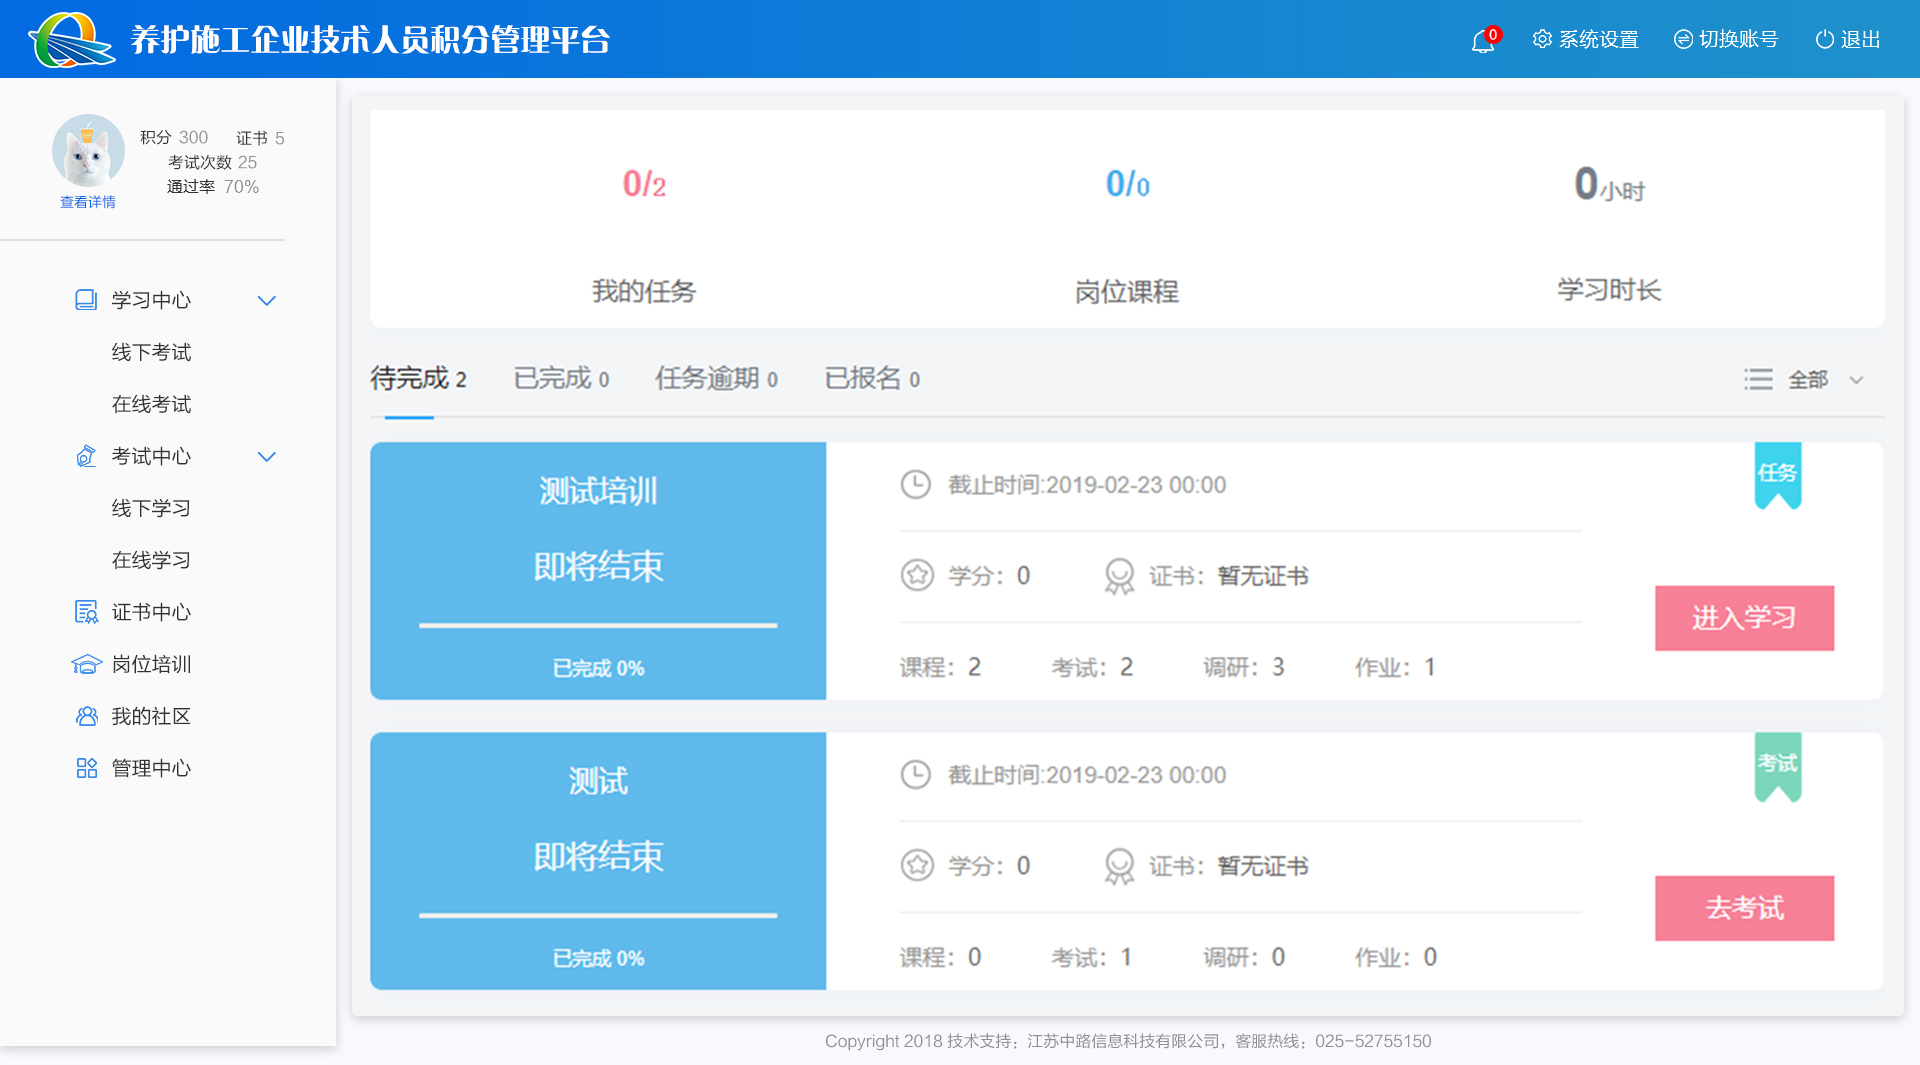 养护施工企业技术人员积分管理平台
0
系统设置
切换账号
退出
积分 300 证书 5
考试次数 25
通过率 70%
查看详情
学习中心
线下考试
在线考试
考试中心
线下学习
在线学习
证书中心
岗位培训
我的社区
管理中心
0/2
0/0
0小时
我的任务
岗位课程
学习时长
待完成 2
已完成 0
任务逾期 0
已报名 0
全部
测试培训
即将结束
已完成 0%
截止时间:2019-02-23 00:00
学分：0
证书：暂无证书
课程：2
考试：2
调研：3
作业：1
任务
进入学习
测试
即将结束
已完成 0%
截止时间:2019-02-23 00:00
学分：0
证书：暂无证书
课程：0
考试：1
调研：0
作业：0
考试
去考试
Copyright 2018 技术支持：江苏中路信息科技有限公司，客服热线：025-52755150